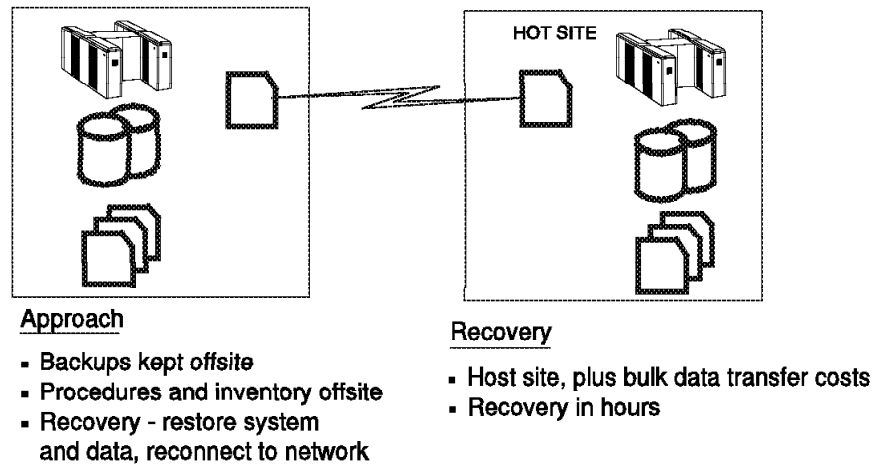 HOT SITE
Approach
▪ Backups kept offsite
▪ Procedures and inventory offsite
▪ Recovery - restore system
and data, reconnect to network
Recovery
▪ Host site, plus bulk data transfer costs
▪ Recovery in hours